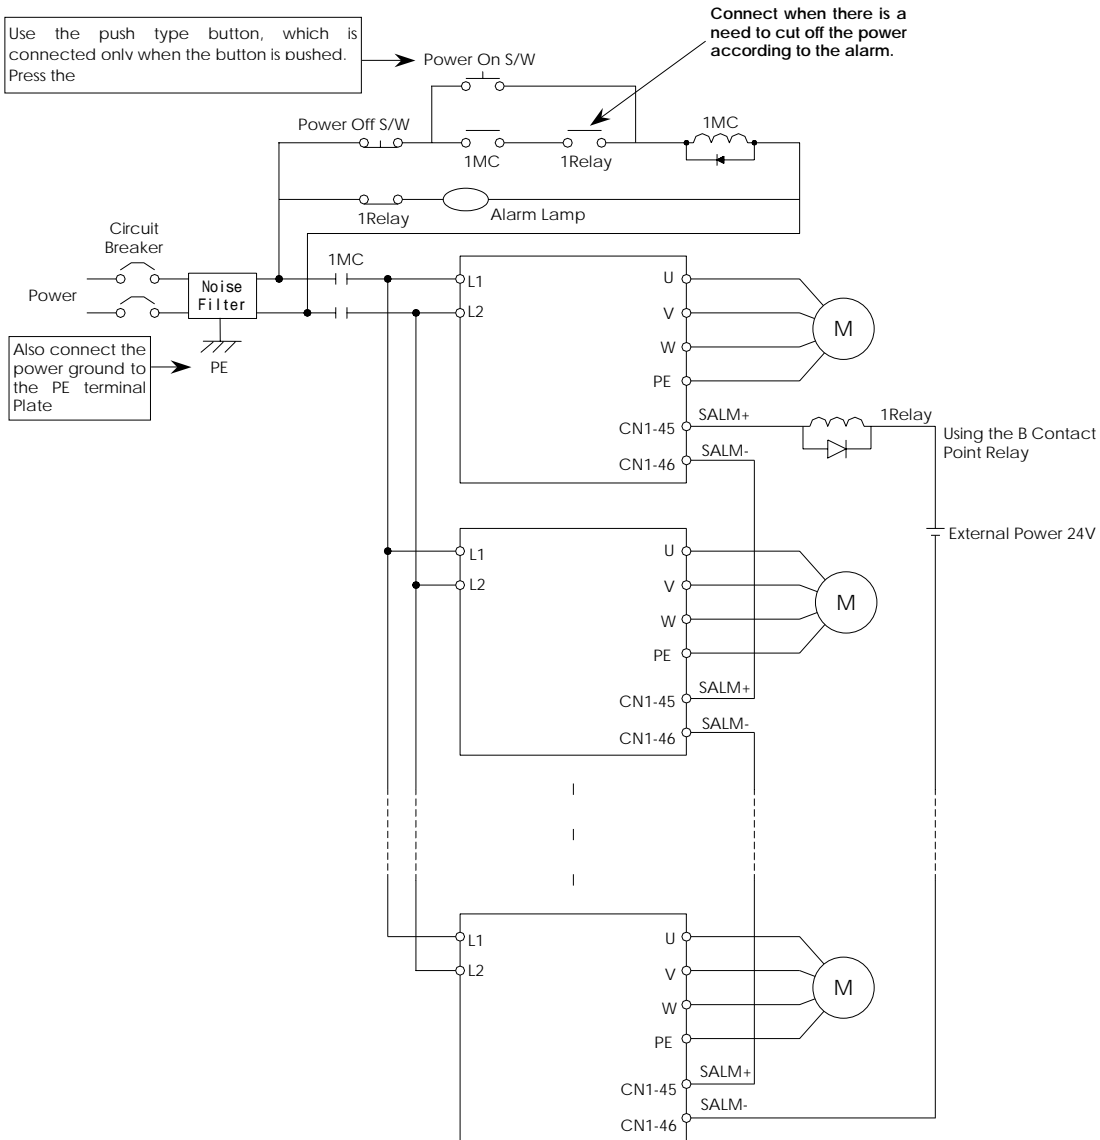 Connect when there is a
need to cut off the power
according to the alarm.
Use the push type button, which is
connected only when the button is pushed.
Press the
Power On S/W
Power Off S/W
1MC
1Relay
1MC
1Relay
Alarm Lamp
Circuit
Breaker
1MC
Power
Noise
Filter
PE
Also connect the
power ground to
the PE terminal
Plate
L1
L2
U
V
W
PE
M
CN1-45
SALM+
1Relay
Using the B Contact
Point Relay
CN1-46
SALM-
External Power 24V
L1
L2
U
V
W
PE
M
CN1-45
SALM+
CN1-46
SALM-
L1
L2
U
V
W
PE
M
CN1-45
SALM+
CN1-46
SALM-